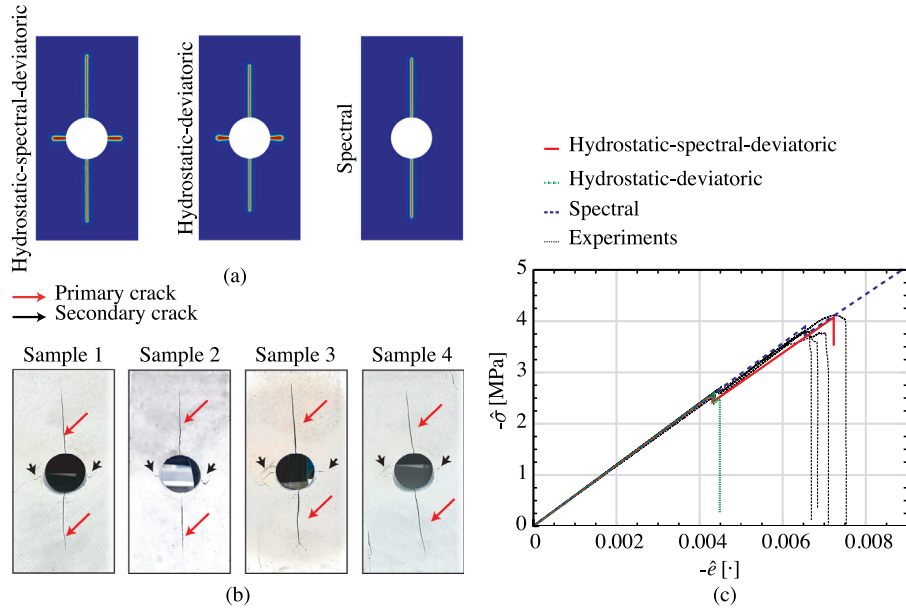 Hydrostatic-spectral-deviatoric
Hydrostatic-deviatoric
Spectral
(a)
Primary crack
Secondary crack
Sample 1
Sample 2
Sample 3
Sample 4
(b)
Hydrostatic-spectral-deviatoric
Hydrostatic-deviatoric
Spectral
Experiments
5
4
3
2
1
0
-σ̂ [MPa]
0
0.002
0.004
0.006
0.008
-ê [·]
(c)